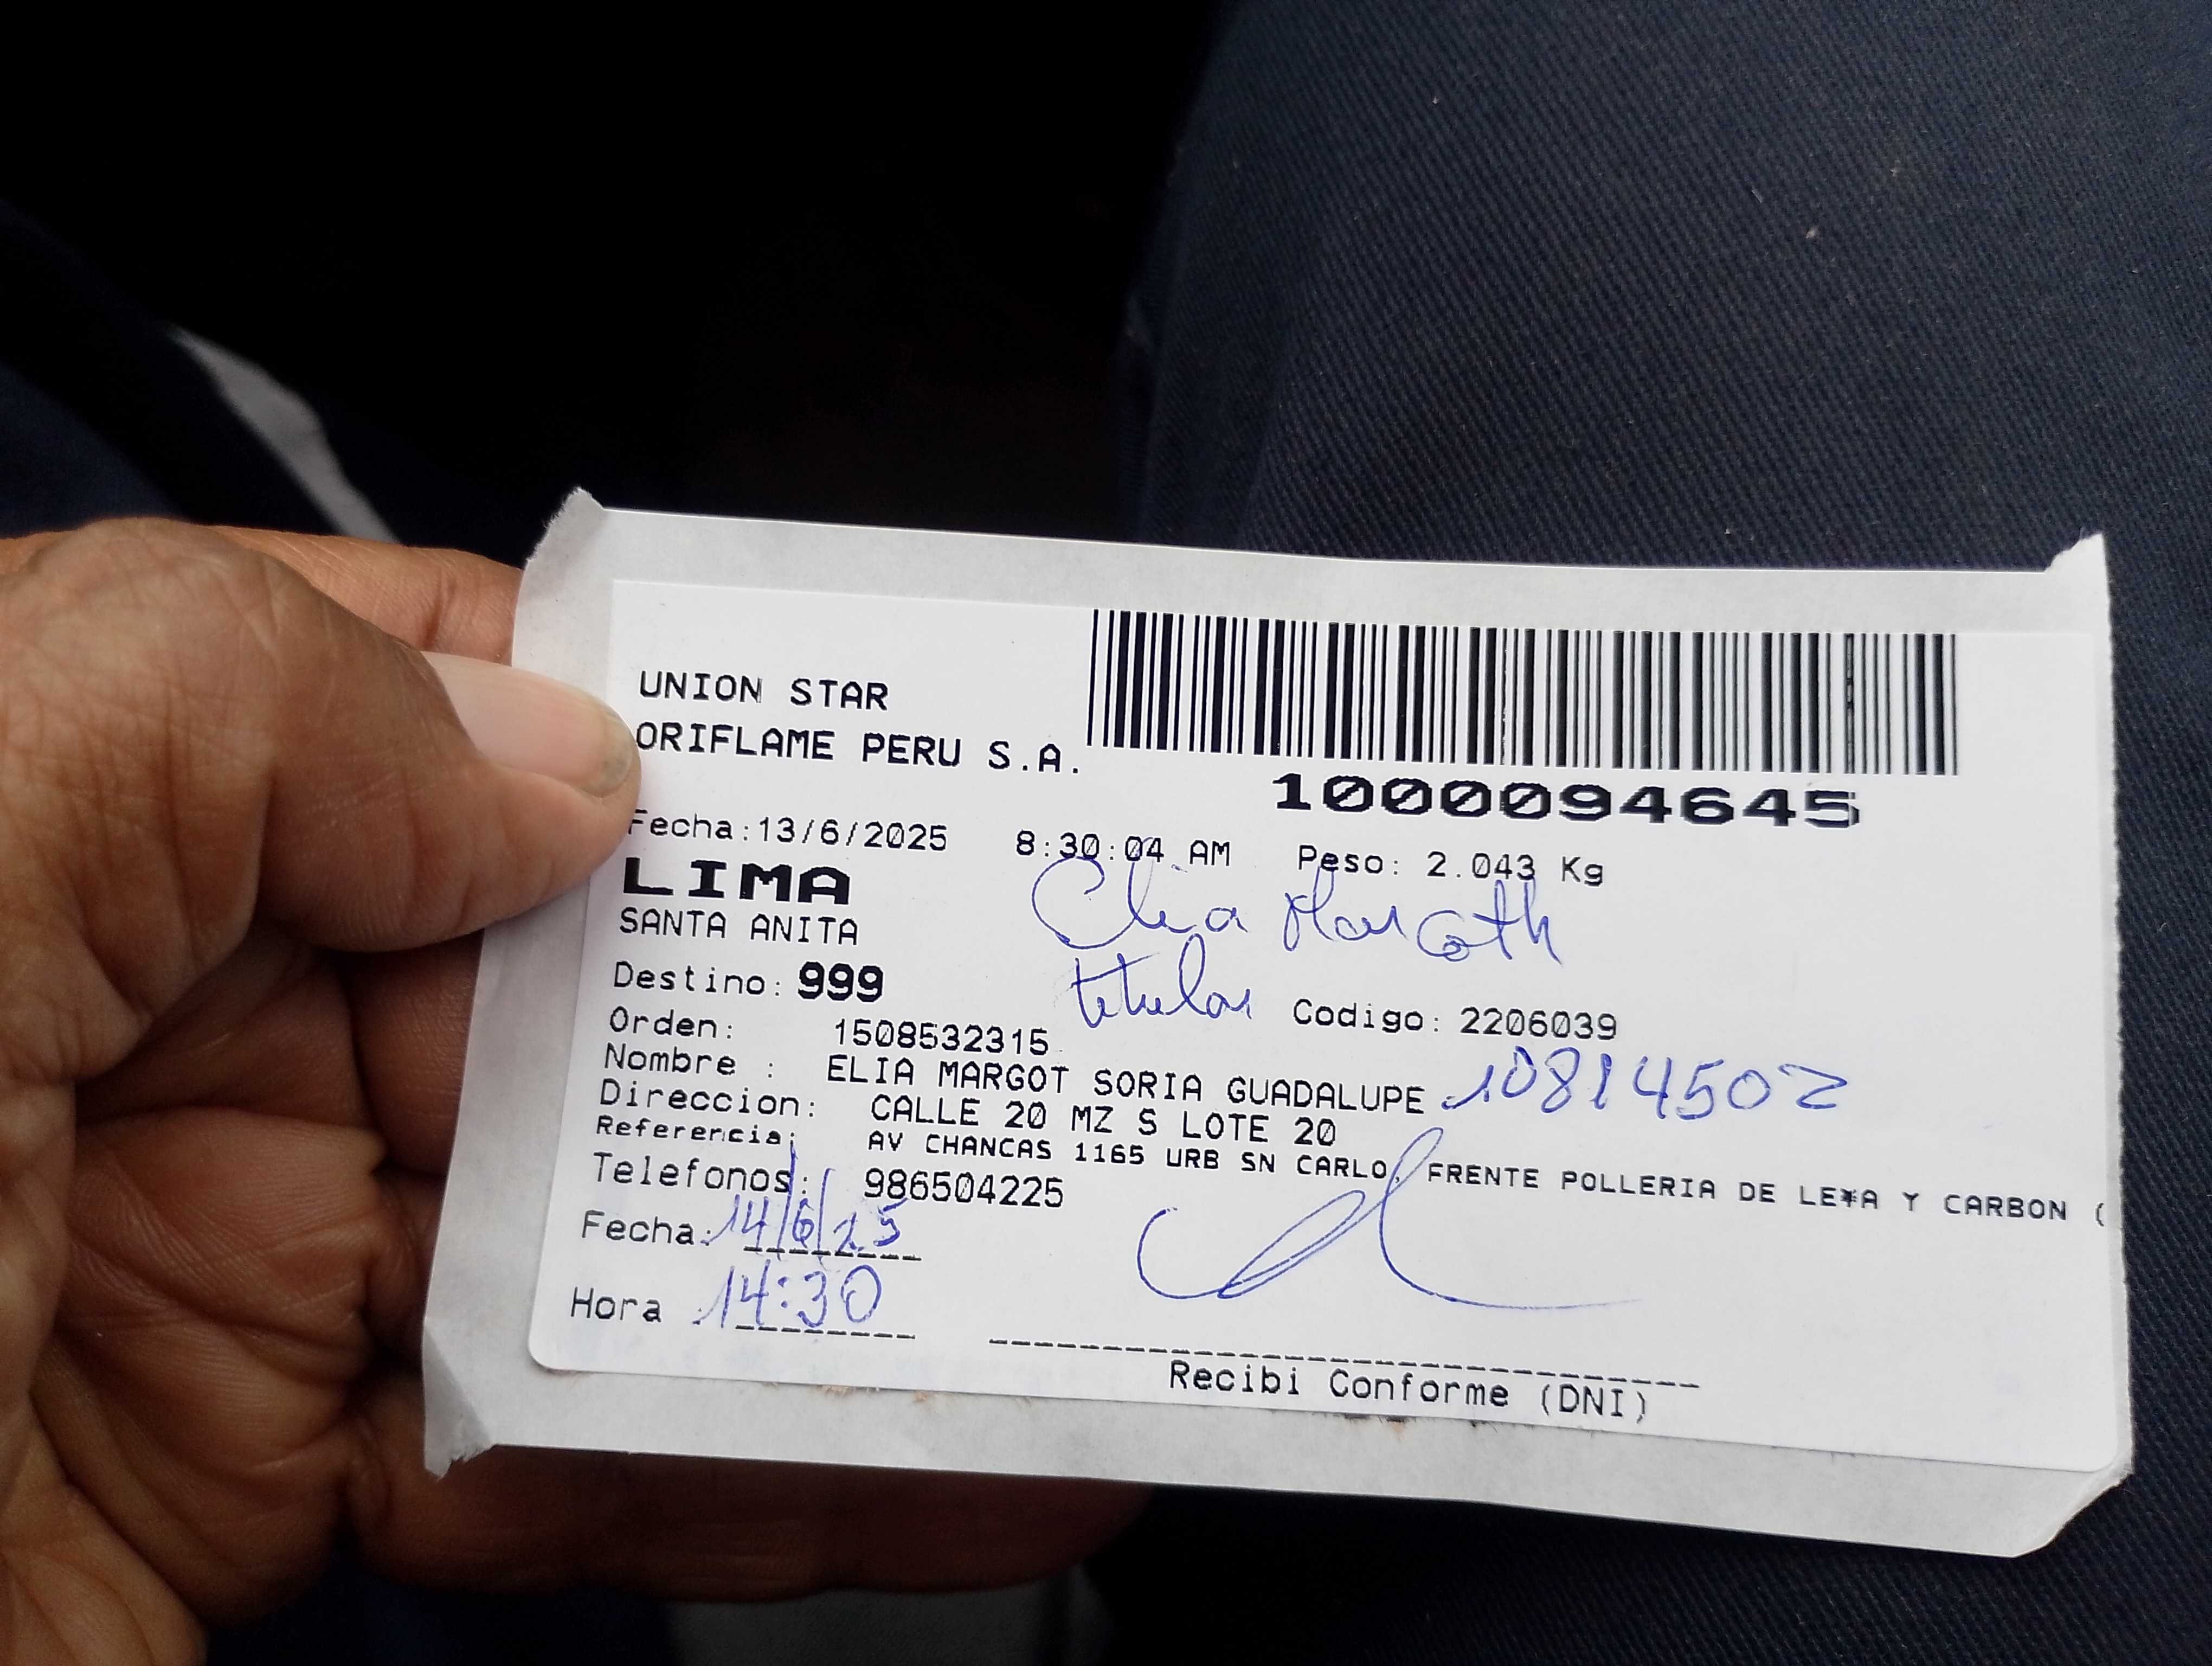 UNION STAR
ORIFLAME PERU S.A.
1000094645
Fecha:13/6/2025 8:30:04 AM Peso: 2.043 Kg
LIMA
SANTA ANITA
Destino: 999
titular
Codigo: 2206039
Orden: 1508532315
Nombre : ELIA MARGOT SORIA GUADALUPE 10814502
Direccion: CALLE 20 MZ S LOTE 20
Referencia: AV CHANCAS 1165 URB SN CARLO, FRENTE POLLERIA DE LE¥A Y CARBON (
Telefonos: 986504225
Fecha: 14/6/25
Hora 14:30
Recibi Conforme (DNI)